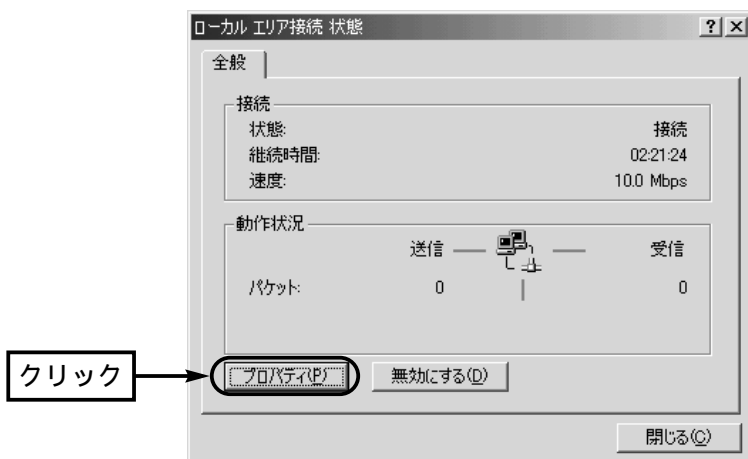 ローカル エリア接続 状態
全般
接続
状態: 接続
継続時間: 02:21:24
速度: 10.0 Mbps
動作状況
送信 受信
パケット: 0 0
クリック
プロパティ(P) 無効にする(D)
閉じる(C)